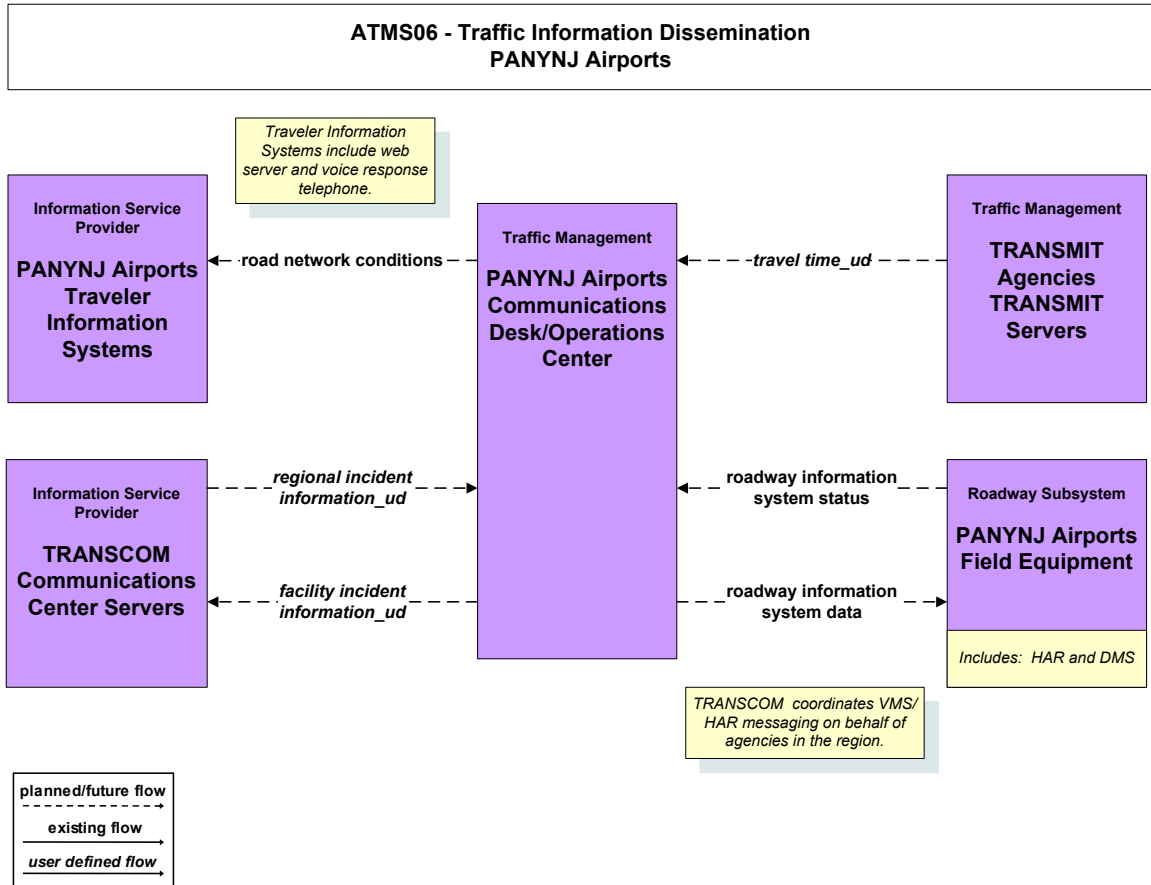 ATMS06 - Traffic Information Dissemination
PANYNJ Airports
Traveler Information
Systems include web
server and voice response
telephone.
Information Service
Provider
PANYNJ Airports
Traveler
Information
Systems
road network conditions
Traffic Management
PANYNJ Airports
Communications
Desk/Operations
Center
travel time_ud
Traffic Management
TRANSMIT
Agencies
TRANSMIT
Servers
Information Service
Provider
TRANSCOM
Communications
Center Servers
regional incident
information_ud
facility incident
information_ud
roadway information
system status
roadway information
system data
Roadway Subsystem
PANYNJ Airports
Field Equipment
Includes: HAR and DMS
TRANSCOM coordinates VMS/
HAR messaging on behalf of
agencies in the region.
planned/future flow
existing flow
user defined flow